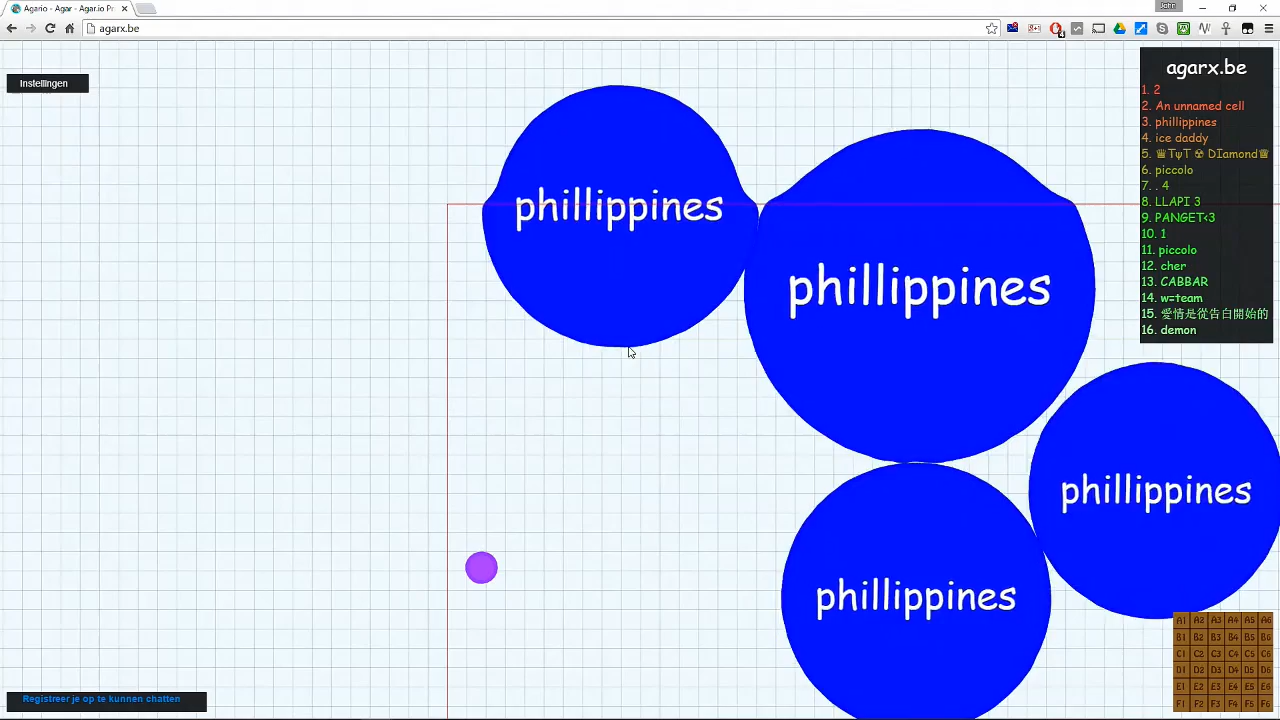 Agario - Agar - Agar.io Pr
John
agarx.be
Instellingen
agarx.be
1. 2
2. An unnamed cell
3. phillippines
4. ice daddy
5. ♕TψT ☢ DIamond♕
6. piccolo
7. . 4
8. LLAPI 3
9. PANGET<3
10. 1
11. piccolo
12. cher
13. CABBAR
14. w=team
15. 愛情是從告白開始的
16. demon
phillippines
phillippines
phillippines
phillippines
A1 A2 A3 A4 A5 A6
B1 B2 B3 B4 B5 B6
C1 C2 C3 C4 C5 C6
D1 D2 D3 D4 D5 D6
E1 E2 E3 E4 E5 E6
F1 F2 F3 F4 F5 F6
Registreer je op te kunnen chatten